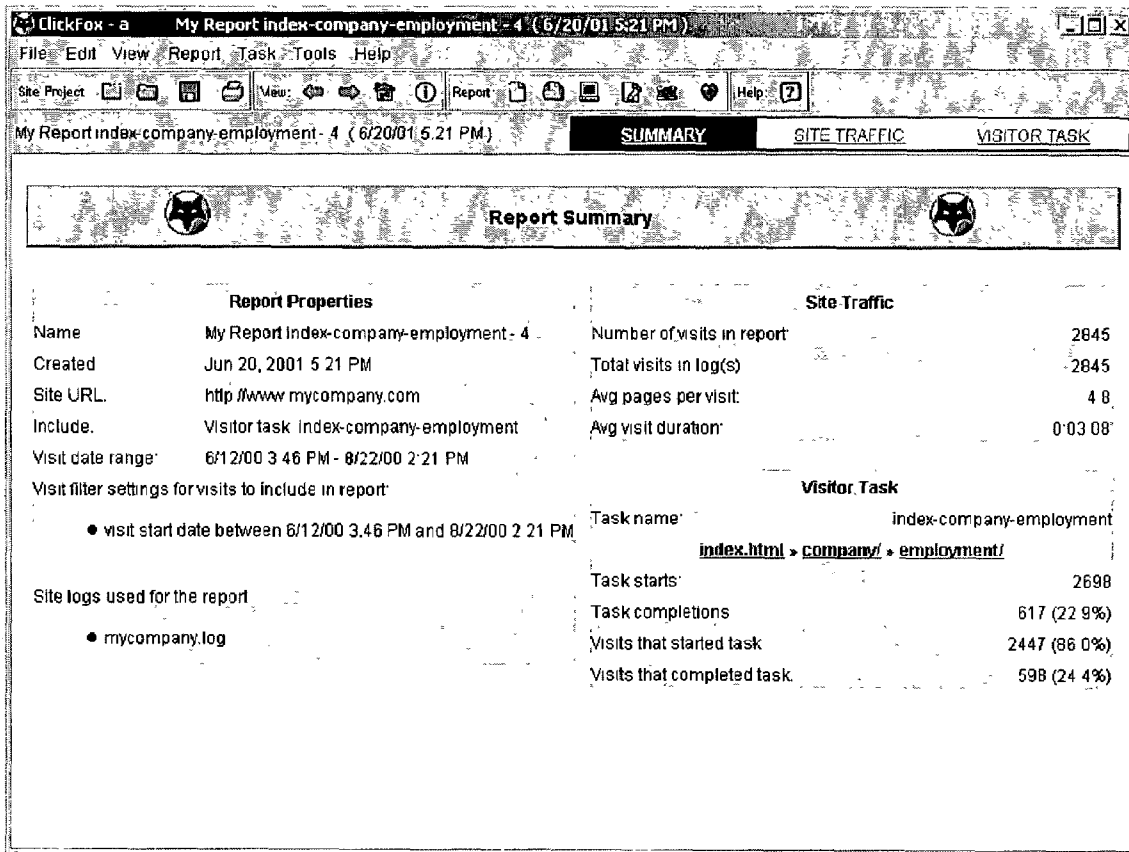 ClickFox - a My Report index-company-employment - 4 ( 6/20/01 5:21 PM )
File Edit View Report Task Tools Help
Site Project View: Report Help:
My Report index-company-employment - 4 ( 6/20/01 5.21 PM )
SUMMARY SITE TRAFFIC VISITOR TASK
Report Summary
Report Properties
Name My Report index-company-employment - 4
Created Jun 20, 2001 5 21 PM
Site URL. http //www mycompany.com
Include. Visitor task index-company-employment
Visit date range: 6/12/00 3 46 PM - 8/22/00 2:21 PM
Visit filter settings for visits to include in report:
● visit start date between 6/12/00 3.46 PM and 8/22/00 2 21 PM
Site logs used for the report
● mycompany.log
Site Traffic
Number of visits in report: 2845
Total visits in log(s) 2845
Avg pages per visit: 4 8
Avg visit duration: 0:03 08
Visitor Task
Task name: index-company-employment
index.html » company/ » employment/
Task starts: 2698
Task completions 617 (22 9%)
Visits that started task 2447 (86 0%)
Visits that completed task. 598 (24 4%)